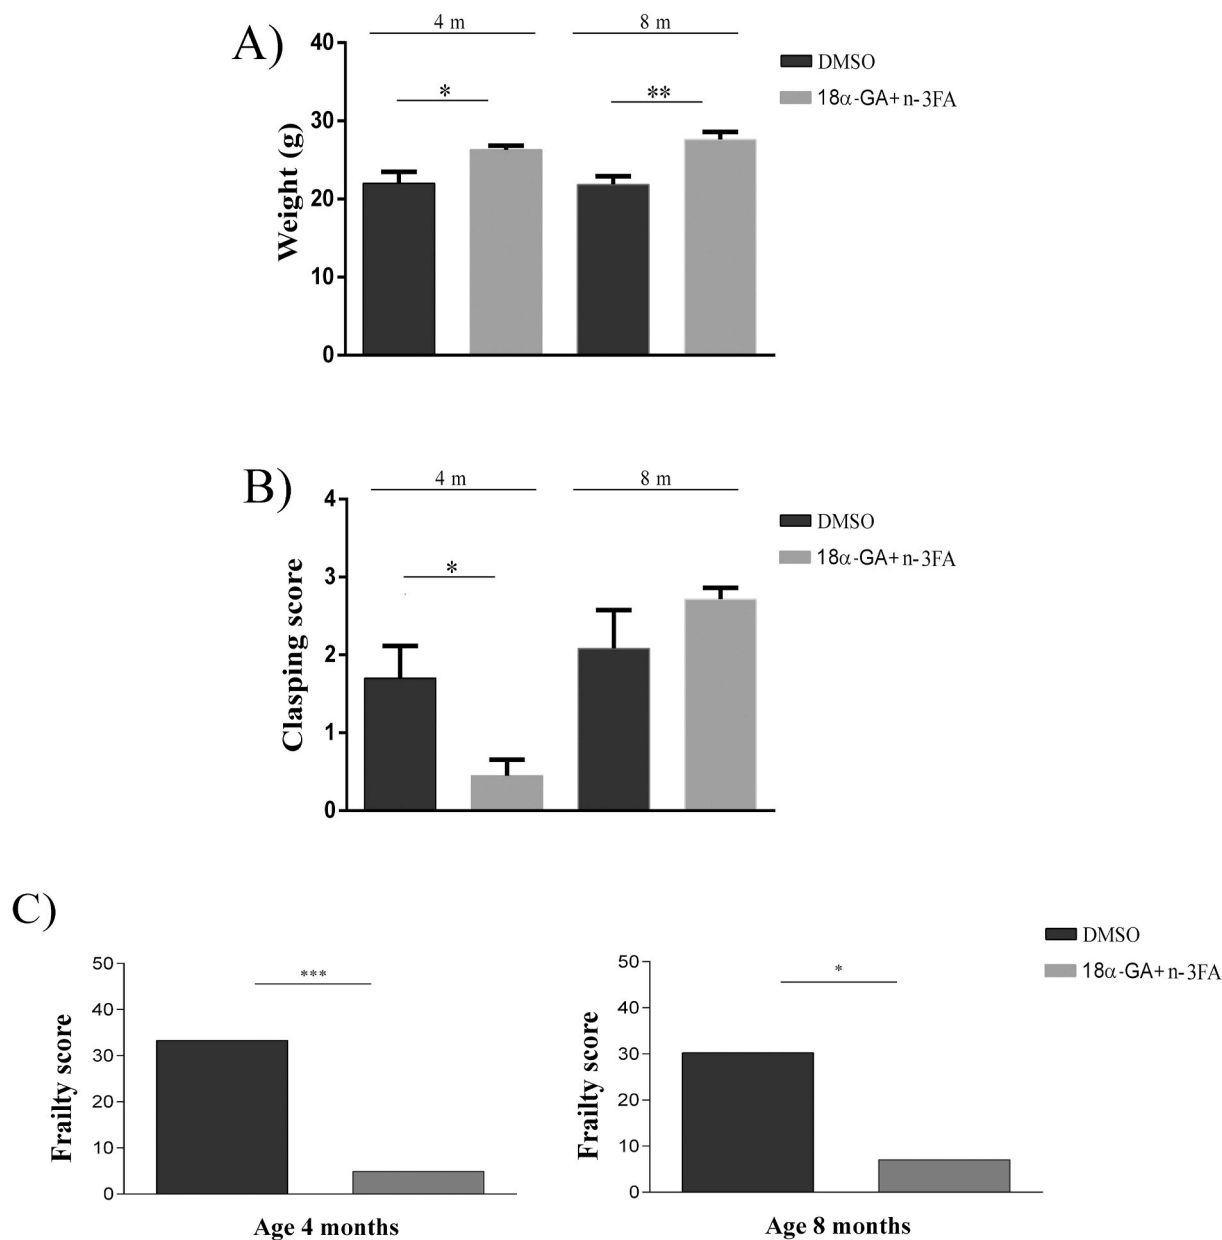 A)
4 m
8 m
DMSO
18α-GA+n-3FA
*
**
Weight (g)
40
30
20
10
0
B)
4 m
8 m
DMSO
18α-GA+n-3FA
*
Clasping score
4
3
2
1
0
C)
DMSO
18α-GA+n-3FA
***
Frailty score
50
40
30
20
10
0
Age 4 months
*
Frailty score
50
40
30
20
10
0
Age 8 months